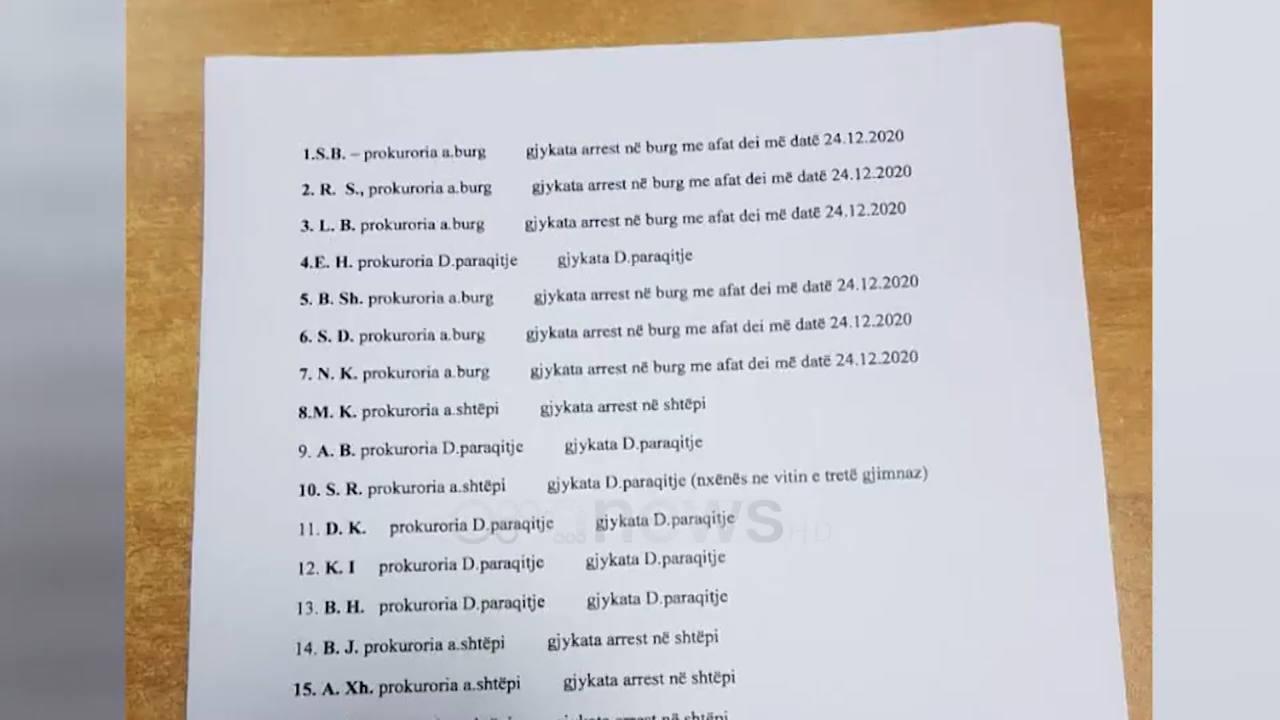 1.S.B. – prokuroria a.burg gjykata arrest në burg me afat dei më datë 24.12.2020
2. R. S., prokuroria a.burg gjykata arrest në burg me afat dei më datë 24.12.2020
3. L. B. prokuroria a.burg gjykata arrest në burg me afat dei më datë 24.12.2020
4.E. H. prokuroria D.paraqitje gjykata D.paraqitje
5. B. Sh. prokuroria a.burg gjykata arrest në burg me afat dei më datë 24.12.2020
6. S. D. prokuroria a.burg gjykata arrest në burg me afat dei më datë 24.12.2020
7. N. K. prokuroria a.burg gjykata arrest në burg me afat dei më datë 24.12.2020
8.M. K. prokuroria a.shtëpi gjykata arrest në shtëpi
9. A. B. prokuroria D.paraqitje gjykata D.paraqitje
10. S. R. prokuroria a.shtëpi gjykata D.paraqitje (nxënës ne vitin e tretë gjimnaz)
news HD
11. D. K. prokuroria D.paraqitje gjykata D.paraqitje
12. K. I prokuroria D.paraqitje gjykata D.paraqitje
13. B. H. prokuroria D.paraqitje gjykata D.paraqitje
14. B. J. prokuroria a.shtëpi gjykata arrest në shtëpi
15. A. Xh. prokuroria a.shtëpi gjykata arrest në shtëpi
arrest në shtëpi